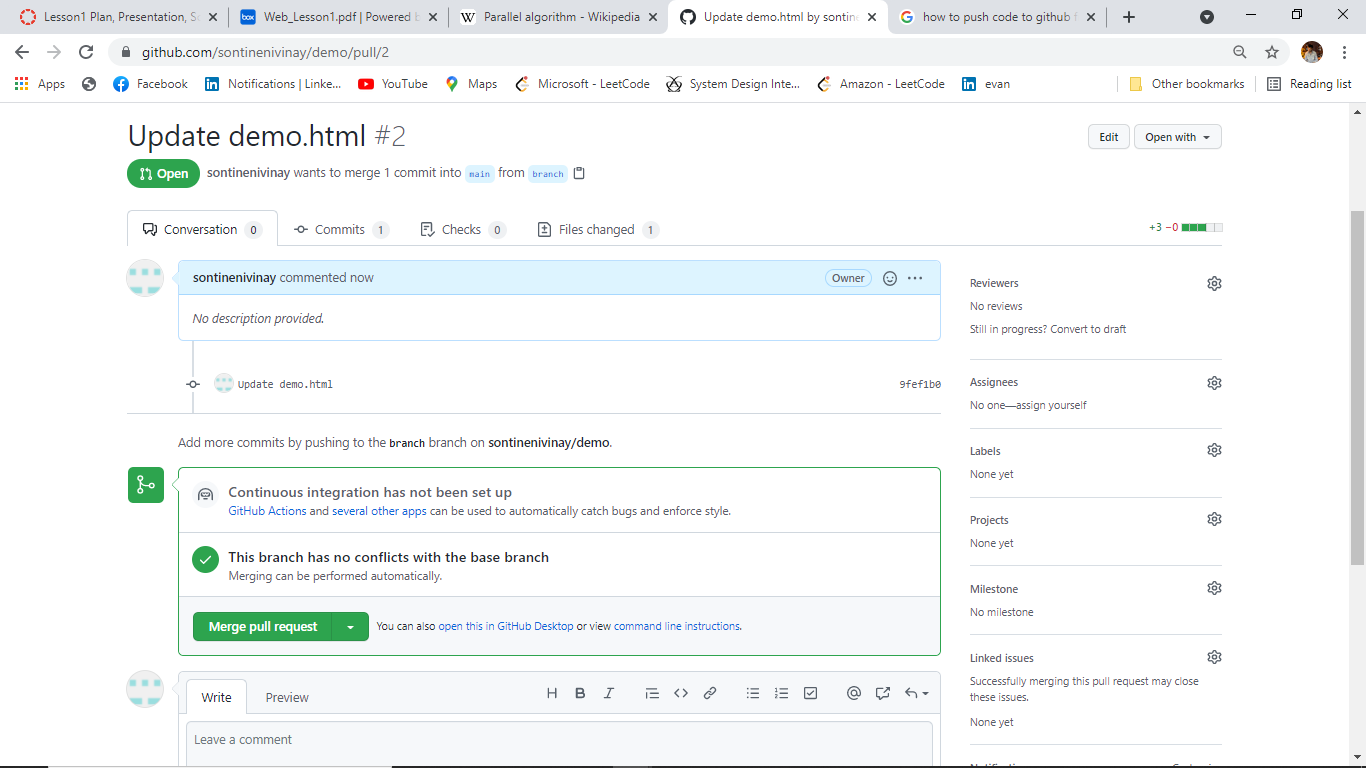 Lesson1 Plan, Presentation, S
Web_Lesson1.pdf | Powered b
Parallel algorithm - Wikipedia
Update demo.html by sontine
how to push code to github f
github.com/sontinenivinay/demo/pull/2
Apps
Facebook
Notifications | Linke...
YouTube
Maps
Microsoft - LeetCode
System Design Inte...
Amazon - LeetCode
evan
Other bookmarks
Reading list
Update demo.html #2
Edit
Open with
Open
sontinenivinay wants to merge 1 commit into main from branch
Conversation 0
Commits 1
Checks 0
Files changed 1
+3 −0
sontinenivinay commented now
Owner
No description provided.
Update demo.html
9fef1b0
Add more commits by pushing to the branch branch on sontinenivinay/demo.
Continuous integration has not been set up
GitHub Actions and several other apps can be used to automatically catch bugs and enforce style.
This branch has no conflicts with the base branch
Merging can be performed automatically.
Merge pull request
You can also open this in GitHub Desktop or view command line instructions.
Write
Preview
H B I
Leave a comment
Reviewers
No reviews
Still in progress? Convert to draft
Assignees
No one—assign yourself
Labels
None yet
Projects
None yet
Milestone
No milestone
Linked issues
Successfully merging this pull request may close
these issues.
None yet